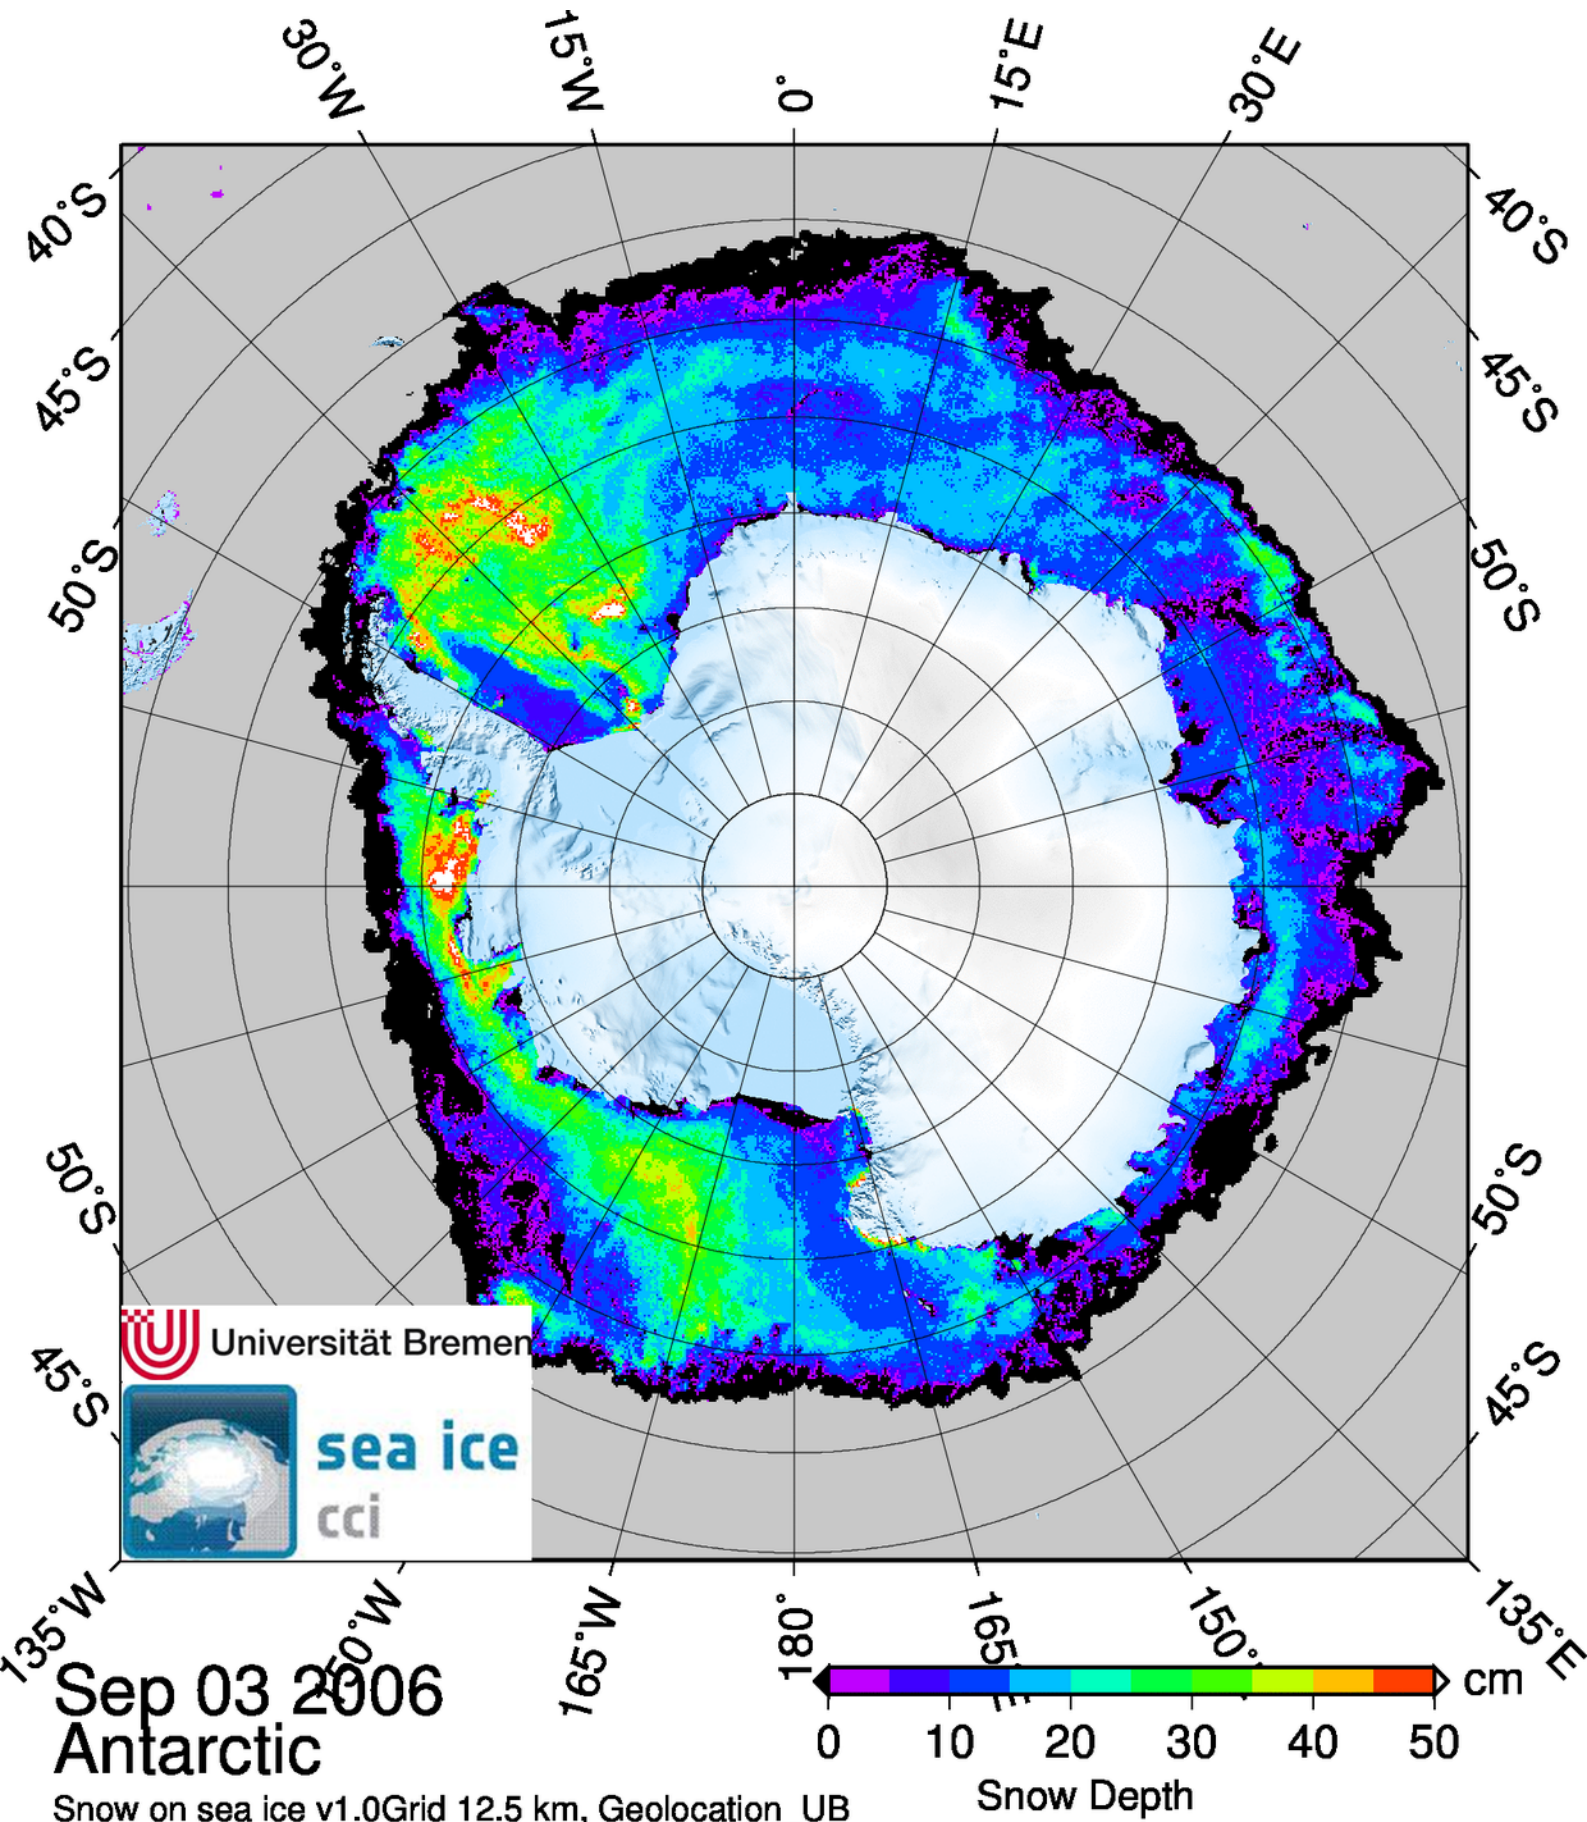 30°W 15°W 0° 15°E 30°E
40°S 40°S
45°S 45°S
50°S 50°S
50°S 50°S
45°S 45°S
Universität Bremen
sea ice
cci
135°W 165°W 180° 165° 150° 135°E
Sep 03 2006
Antarctic
Snow on sea ice v1.0Grid 12.5 km, Geolocation UB
cm
0 10 20 30 40 50
Snow Depth